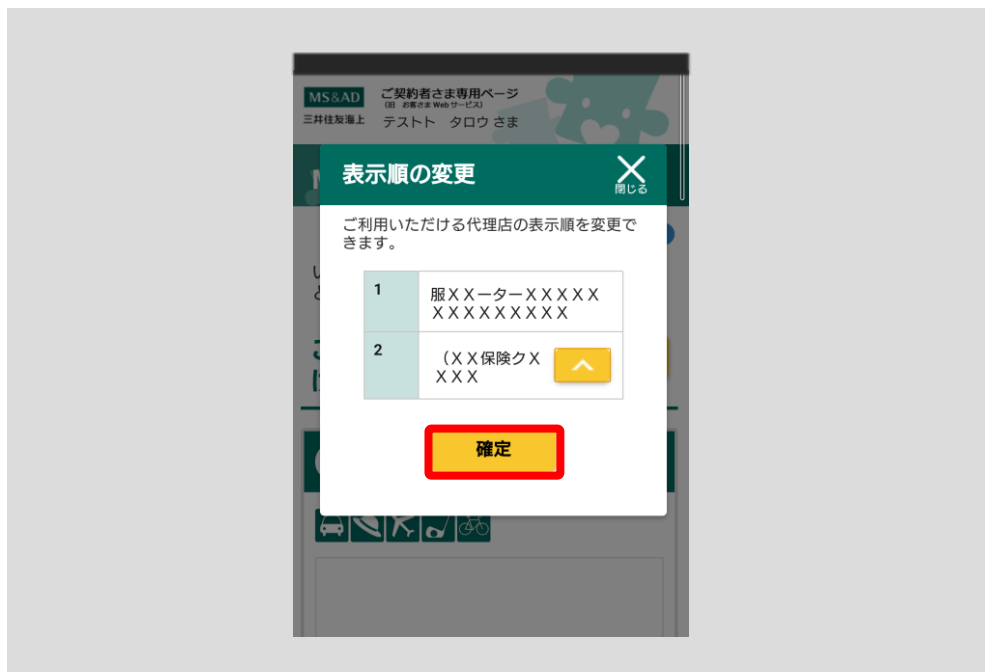 MS&AD
三井住友海上
ご契約者さま専用ページ
(旧 お客さま Web サービス)
テストト タロウ さま
表示順の変更
閉じる
ご利用いただける代理店の表示順を変更で
きます。
1
服ＸＸーターＸＸＸＸＸ
ＸＸＸＸＸＸＸＸＸ
2
（ＸＸ保険クＸ
ＸＸＸ
確定